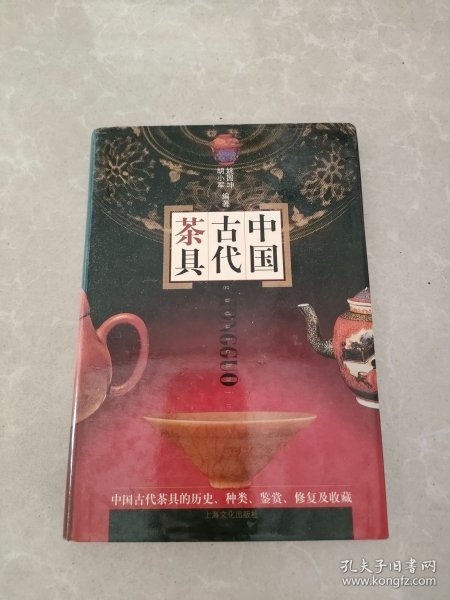 姚国坤
胡小军 编著
中国
古代
茶具
gudai
ZHONGGUO
中国古代茶具的历史、种类、鉴赏、修复及收藏
上海文化出版社
孔夫子旧书网
www.kongfz.com